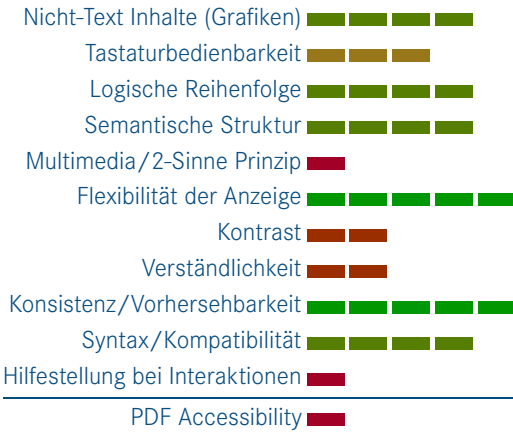 Nicht-Text Inhalte (Grafiken)
Tastaturbedienbarkeit
Logische Reihenfolge
Semantische Struktur
Multimedia/2-Sinne Prinzip
Flexibilität der Anzeige
Kontrast
Verständlichkeit
Konsistenz/Vorhersehbarkeit
Syntax/Kompatibilität
Hilfestellung bei Interaktionen
PDF Accessibility